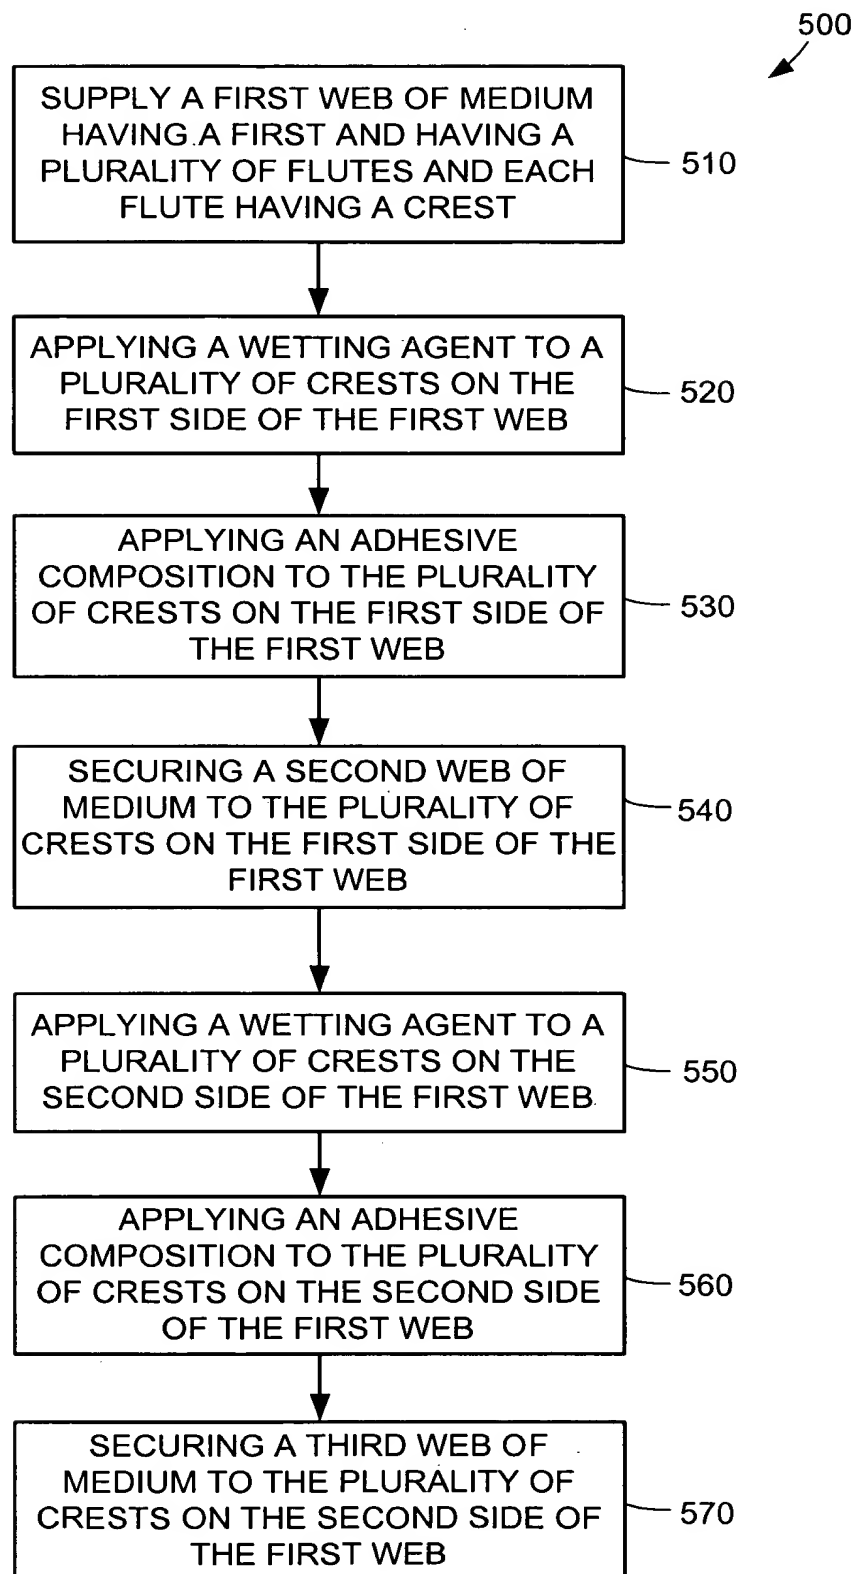 500
SUPPLY A FIRST WEB OF MEDIUM
HAVING A FIRST AND HAVING A
PLURALITY OF FLUTES AND EACH
FLUTE HAVING A CREST
510
APPLYING A WETTING AGENT TO A
PLURALITY OF CRESTS ON THE
FIRST SIDE OF THE FIRST WEB
520
APPLYING AN ADHESIVE
COMPOSITION TO THE PLURALITY
OF CRESTS ON THE FIRST SIDE OF
THE FIRST WEB
530
SECURING A SECOND WEB OF
MEDIUM TO THE PLURALITY OF
CRESTS ON THE FIRST SIDE OF THE
FIRST WEB
540
APPLYING A WETTING AGENT TO A
PLURALITY OF CRESTS ON THE
SECOND SIDE OF THE FIRST WEB
550
APPLYING AN ADHESIVE
COMPOSITION TO THE PLURALITY
OF CRESTS ON THE SECOND SIDE
OF THE FIRST WEB
560
SECURING A THIRD WEB OF
MEDIUM TO THE PLURALITY OF
CRESTS ON THE SECOND SIDE OF
THE FIRST WEB
570